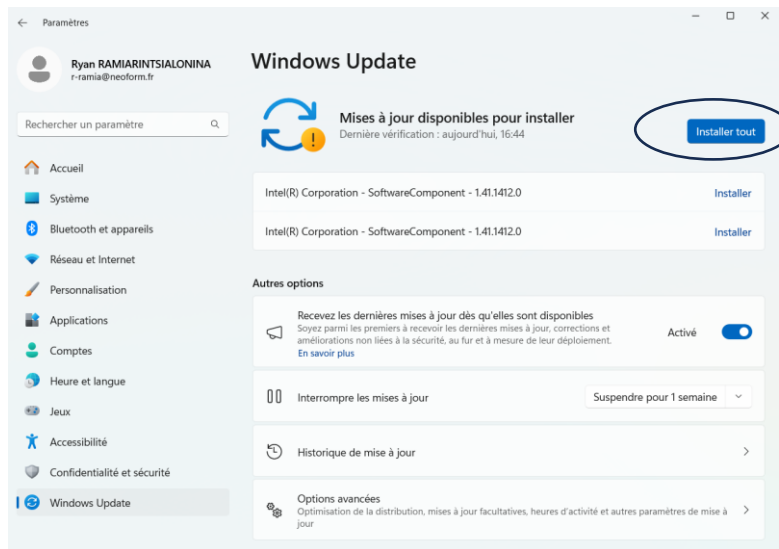 Paramètres
Ryan RAMIARINTSIALONINA
r-ramia@neoform.fr
Rechercher un paramètre
Accueil
Système
Bluetooth et appareils
Réseau et Internet
Personnalisation
Applications
Comptes
Heure et langue
Jeux
Accessibilité
Confidentialité et sécurité
Windows Update
Windows Update
Mises à jour disponibles pour installer
Dernière vérification : aujourd'hui, 16:44
Installer tout
Intel(R) Corporation - SoftwareComponent - 1.41.1412.0
Installer
Intel(R) Corporation - SoftwareComponent - 1.41.1412.0
Installer
Autres options
Recevez les dernières mises à jour dès qu'elles sont disponibles
Soyez parmi les premiers à recevoir les dernières mises à jour, corrections et
améliorations non liées à la sécurité, au fur et à mesure de leur déploiement.
En savoir plus
Activé
Interrompre les mises à jour
Suspendre pour 1 semaine
Historique de mise à jour
Options avancées
Optimisation de la distribution, mises à jour facultatives, heures d'activité et autres paramètres de mise à
jour